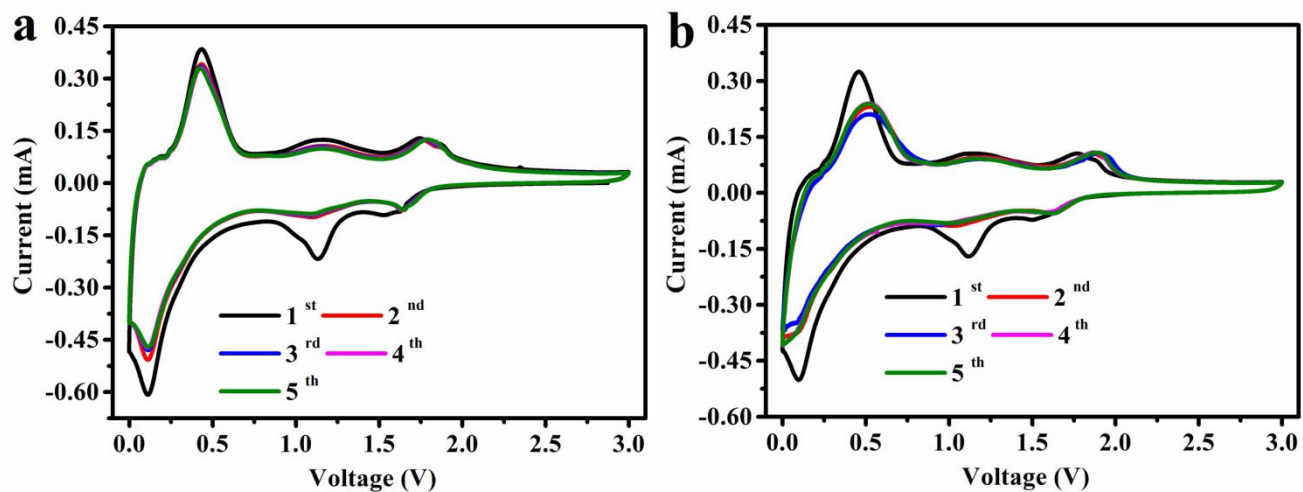 a
0.45
0.30
0.15
0.00
-0.15
-0.30
-0.45
-0.60
Current (mA)
1 st 2 nd
3 rd 4 th
5 th
0.0 0.5 1.0 1.5 2.0 2.5 3.0
Voltage (V)
b
0.45
0.30
0.15
0.00
-0.15
-0.30
-0.45
-0.60
Current (mA)
1 st 2 nd
3 rd 4 th
5 th
0.0 0.5 1.0 1.5 2.0 2.5 3.0
Voltage (V)